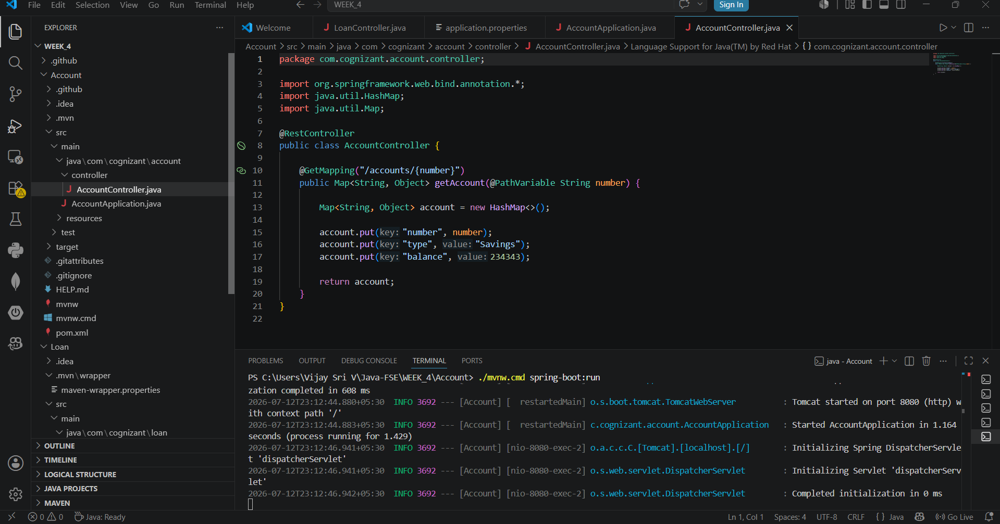 File Edit Selection View Go Run Terminal Help
WEEK_4
Sign In
EXPLORER
WEEK_4
.github
Account
.github
.idea
.mvn
src
main
java\com\cognizant\account
controller
AccountController.java
AccountApplication.java
resources
test
target
.gitattributes
.gitignore
HELP.md
mvnw
mvnw.cmd
pom.xml
Loan
.idea
.mvn\wrapper
maven-wrapper.properties
src
main
java\com\cognizant\loan
OUTLINE
TIMELINE
LOGICAL STRUCTURE
JAVA PROJECTS
MAVEN
Welcome LoanController.java application.properties AccountApplication.java AccountController.java
Account > src > main > java > com > cognizant > account > controller > AccountController.java > Language Support for Java(TM) by Red Hat > {} com.cognizant.account.controller
1 package com.cognizant.account.controller;
2
3 import org.springframework.web.bind.annotation.*;
4 import java.util.HashMap;
5 import java.util.Map;
6
7 @RestController
8 public class AccountController {
9
10 @GetMapping("/accounts/{number}")
11 public Map<String, Object> getAccount(@PathVariable String number) {
12
13 Map<String, Object> account = new HashMap<>();
14
15 account.put(key: "number", number);
16 account.put(key: "type", value: "Savings");
17 account.put(key: "balance", value: 234343);
18
19 return account;
20 }
21 }
22
PROBLEMS OUTPUT DEBUG CONSOLE TERMINAL PORTS
java - Account
PS C:\Users\Vijay Sri V\Java-FSE\WEEK_4\Account> ./mvnw.cmd spring-boot:run
zation completed in 608 ms
2026-07-12T23:12:44.880+05:30 INFO 3692 --- [Account] [ restartedMain] o.s.boot.tomcat.TomcatWebServer : Tomcat started on port 8080 (http) w
ith context path '/'
2026-07-12T23:12:44.883+05:30 INFO 3692 --- [Account] [ restartedMain] c.cognizant.account.AccountApplication : Started AccountApplication in 1.164
seconds (process running for 1.429)
2026-07-12T23:12:46.941+05:30 INFO 3692 --- [Account] [nio-8080-exec-2] o.a.c.c.C.[Tomcat].[localhost].[/] : Initializing Spring DispatcherServle
t 'dispatcherServlet'
2026-07-12T23:12:46.941+05:30 INFO 3692 --- [Account] [nio-8080-exec-2] o.s.web.servlet.DispatcherServlet : Initializing Servlet 'dispatcherServ
let'
2026-07-12T23:12:46.942+05:30 INFO 3692 --- [Account] [nio-8080-exec-2] o.s.web.servlet.DispatcherServlet : Completed initialization in 0 ms
0 0 Java: Ready
Ln 1, Col 1 Spaces: 4 UTF-8 CRLF {} Java Go Live